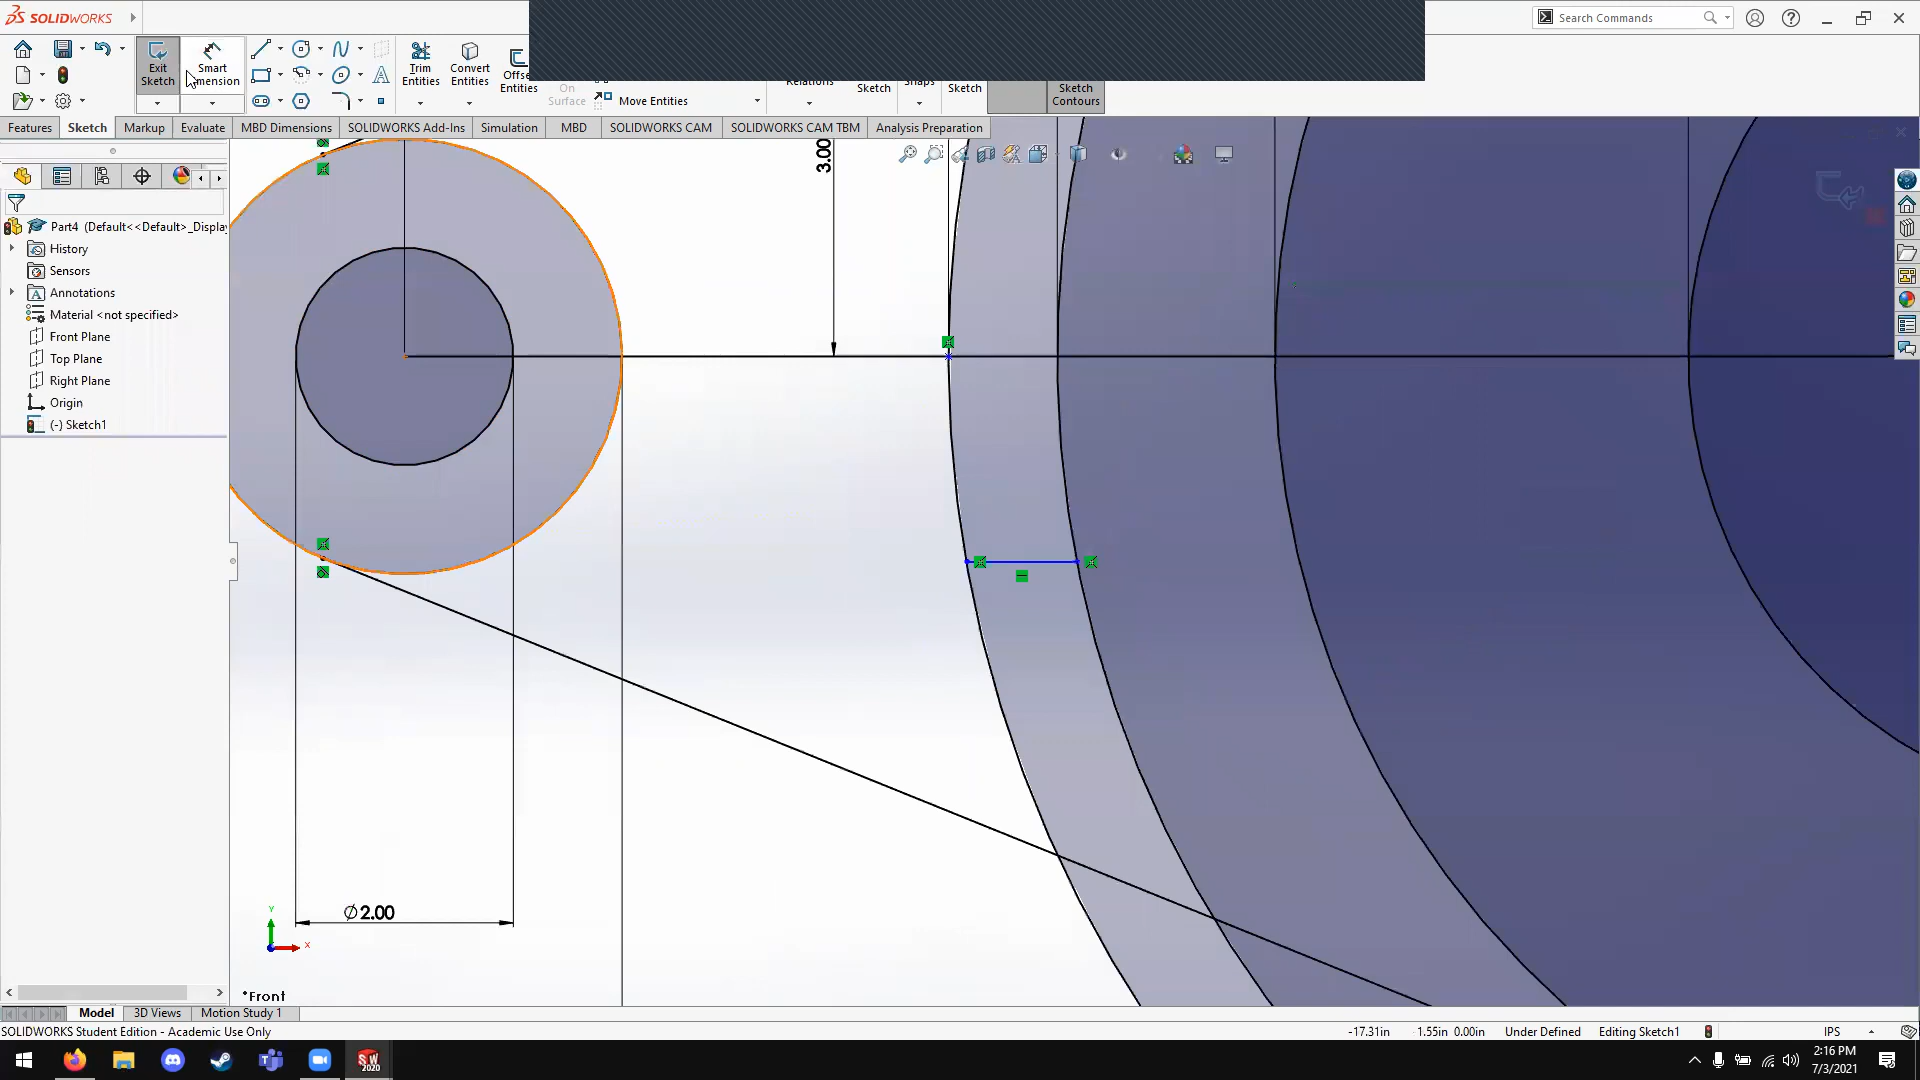 SOLIDWORKS
Search Commands
Exit
Sketch
Smart
Trim
Entities
Convert
Entities
Offset
Entities
On
Surface
Move Entities
Relations
Sketch
Snaps
Sketch
Sketch
Contours
Features
Sketch
Markup
Evaluate
MBD Dimensions
SOLIDWORKS Add-Ins
Simulation
MBD
SOLIDWORKS CAM
SOLIDWORKS CAM TBM
Analysis Preparation
3.00
Part4 (Default<<Default>_Display
History
Sensors
Annotations
Material <not specified>
Front Plane
Top Plane
Right Plane
Origin
(-) Sketch1
∅2.00
Y
X
*Front
Model
3D Views
Motion Study 1
SOLIDWORKS Student Edition - Academic Use Only
-17.31in
1.55in 0.00in
Under Defined
Editing Sketch1
IPS
SW
2020
2:16 PM
7/3/2021